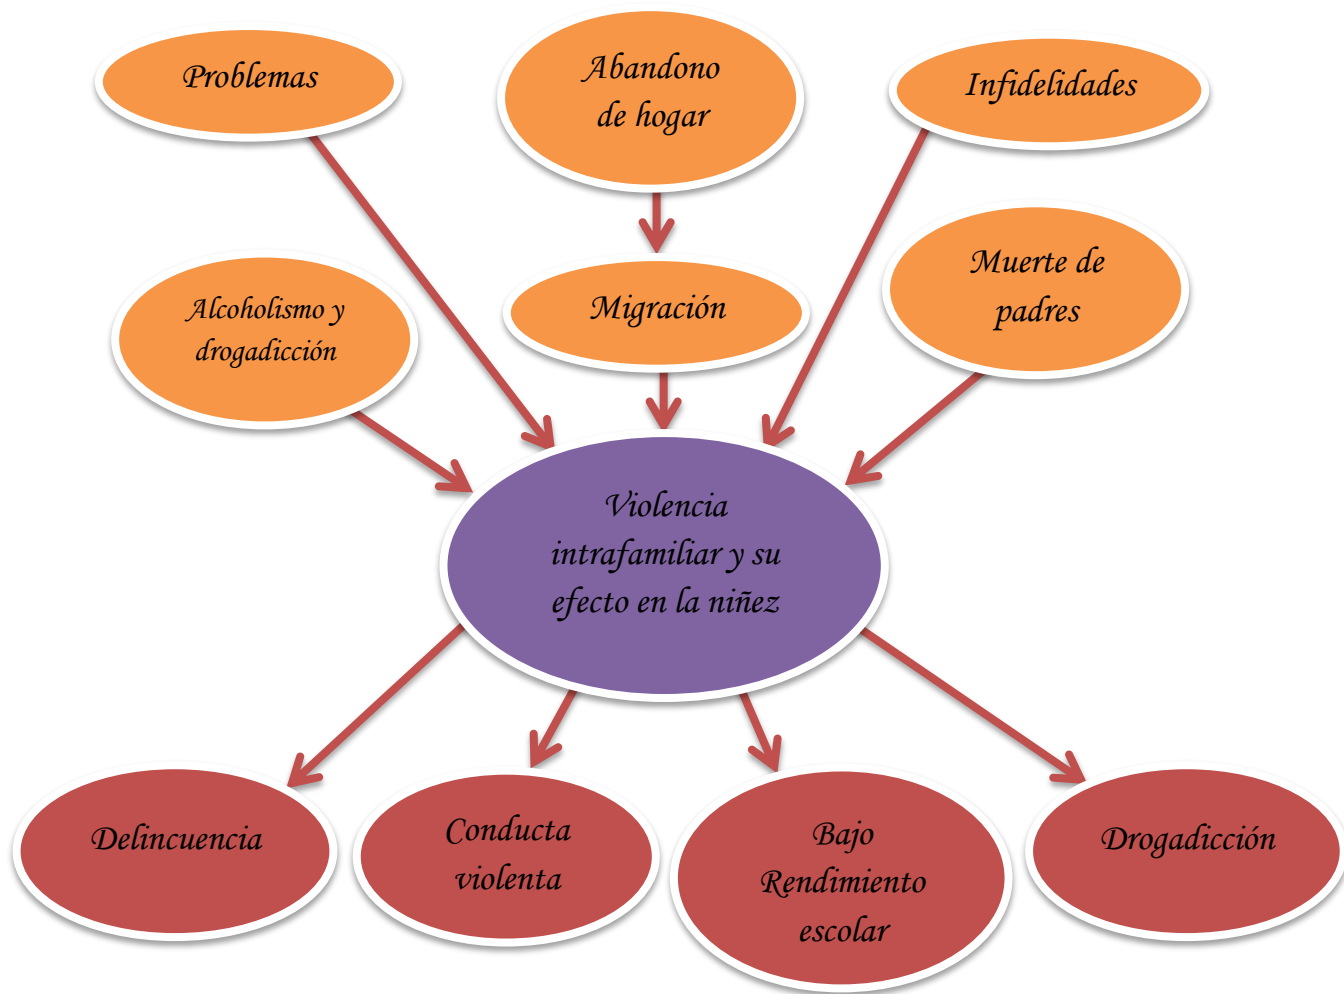 Problemas
Abandono
de hogar
Infidelidades
Alcoholismo y
drogadicción
Migración
Muerte de
padres
Violencia
intrafamiliar y su
efecto en la niñez
Delincuencia
Conducta
violenta
Bajo
Rendimiento
escolar
Drogadicción